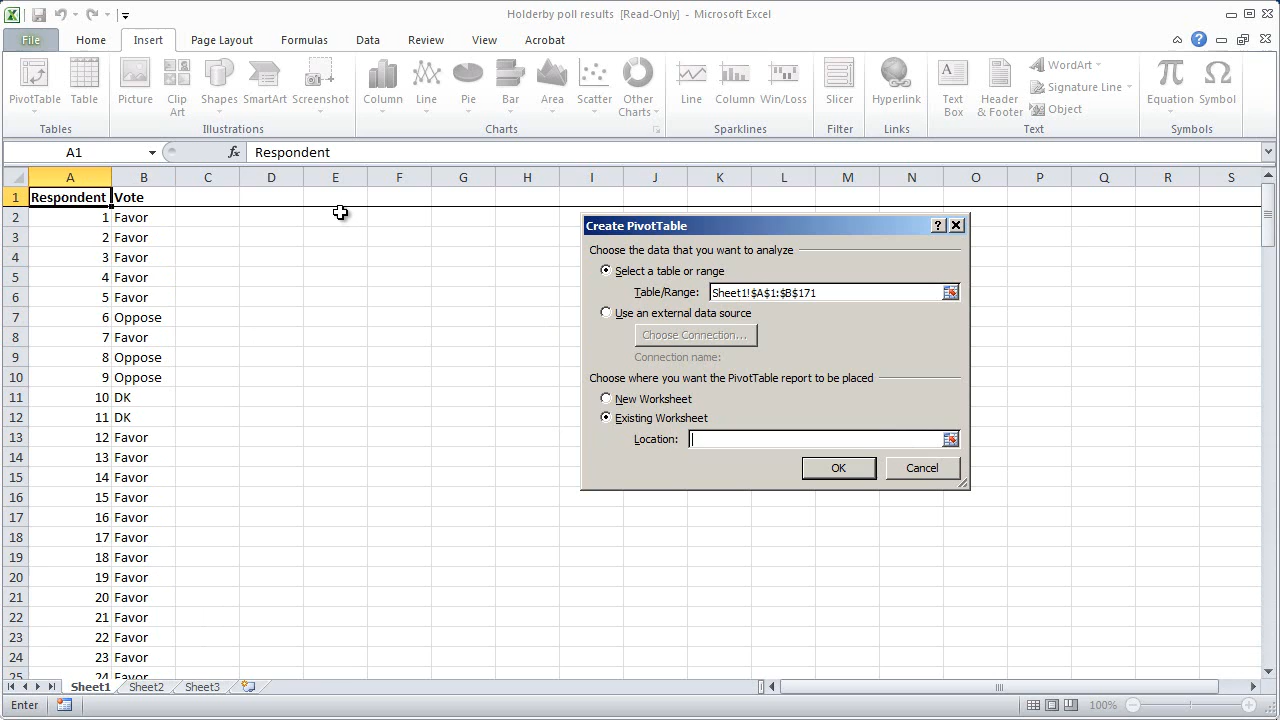 Holderby poll results [Read-Only] - Microsoft Excel
File Home Insert Page Layout Formulas Data Review View Acrobat
PivotTable Table Picture Clip Art Shapes SmartArt Screenshot Column Line Pie Bar Area Scatter Other Charts Line Column Win/Loss Slicer Hyperlink Text Box Header & Footer WordArt Signature Line Object Equation Symbol
Tables Illustrations Charts Sparklines Filter Links Text Symbols
A1 fx Respondent
A B C D E F G H I J K L M N O P Q R S
1 Respondent Vote
2 1 Favor
3 2 Favor
4 3 Favor
5 4 Favor
6 5 Favor
7 6 Oppose
8 7 Favor
9 8 Oppose
10 9 Oppose
11 10 DK
12 11 DK
13 12 Favor
14 13 Favor
15 14 Favor
16 15 Favor
17 16 Favor
18 17 Favor
19 18 Favor
20 19 Favor
21 20 Favor
22 21 Favor
23 22 Favor
24 23 Favor
25 24 Favor
Create PivotTable
Choose the data that you want to analyze
Select a table or range
Table/Range: Sheet1!$A$1:$B$171
Use an external data source
Choose Connection...
Connection name:
Choose where you want the PivotTable report to be placed
New Worksheet
Existing Worksheet
Location:
OK Cancel
Sheet1 Sheet2 Sheet3
Enter 100%